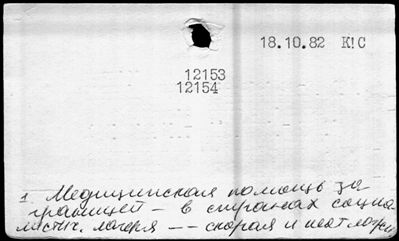 18.10.82 К!С
12153
12154
1 Медицинская помощь за
границей - в странах социа
листич. лагеря -- скорая и неотложн